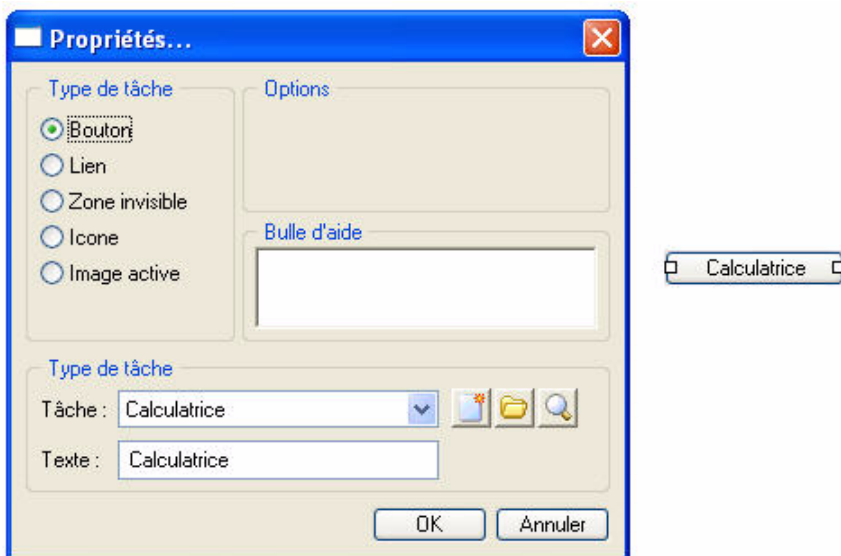 Propriétés...
Type de tâche
Options
Bouton
Lien
Zone invisible
Icone
Image active
Bulle d'aide
Calculatrice
Type de tâche
Tâche : Calculatrice
Texte : Calculatrice
OK Annuler